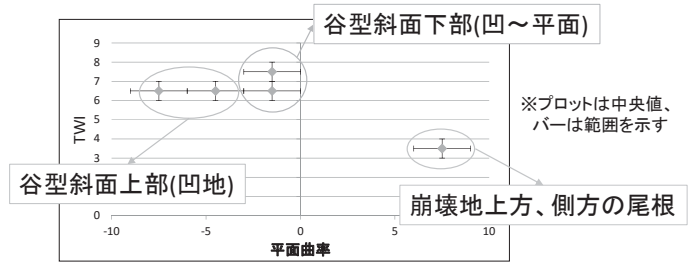 谷型斜面下部(凹～平面)
9
8
7
6
5
4
3
0
TWI
※プロットは中央値、
バーは範囲を示す
谷型斜面上部(凹地)
崩壊地上方、側方の尾根
-10
-5
0
5
10
平面曲率